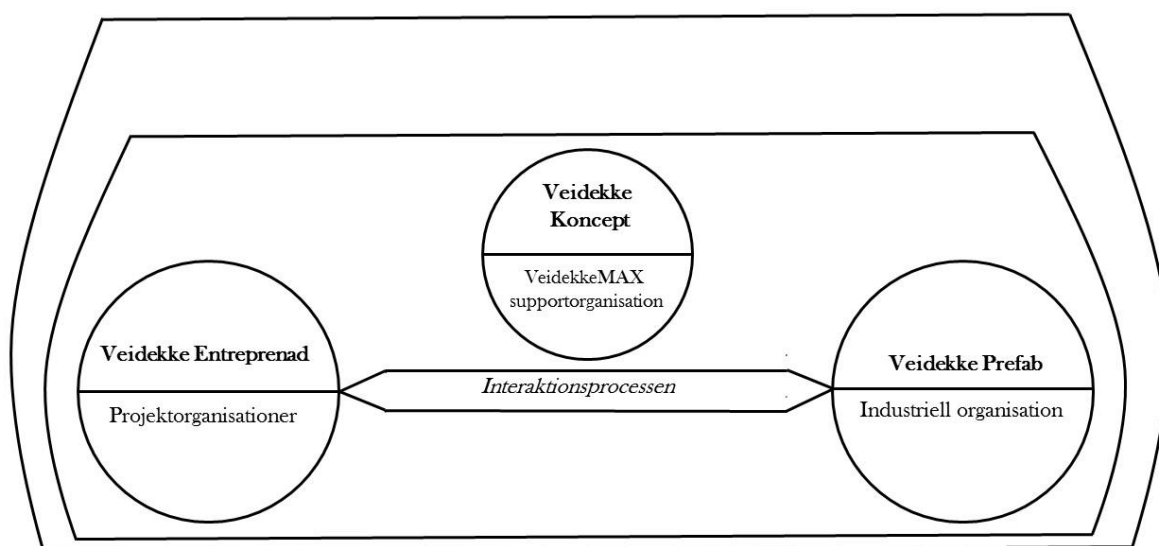 Veidekke
Koncept
VeidekkeMAX
supportorganisation
Veidekke Entreprenad
Projektorganisationer
Interaktionsprocessen
Veidekke Prefab
Industriell organisation